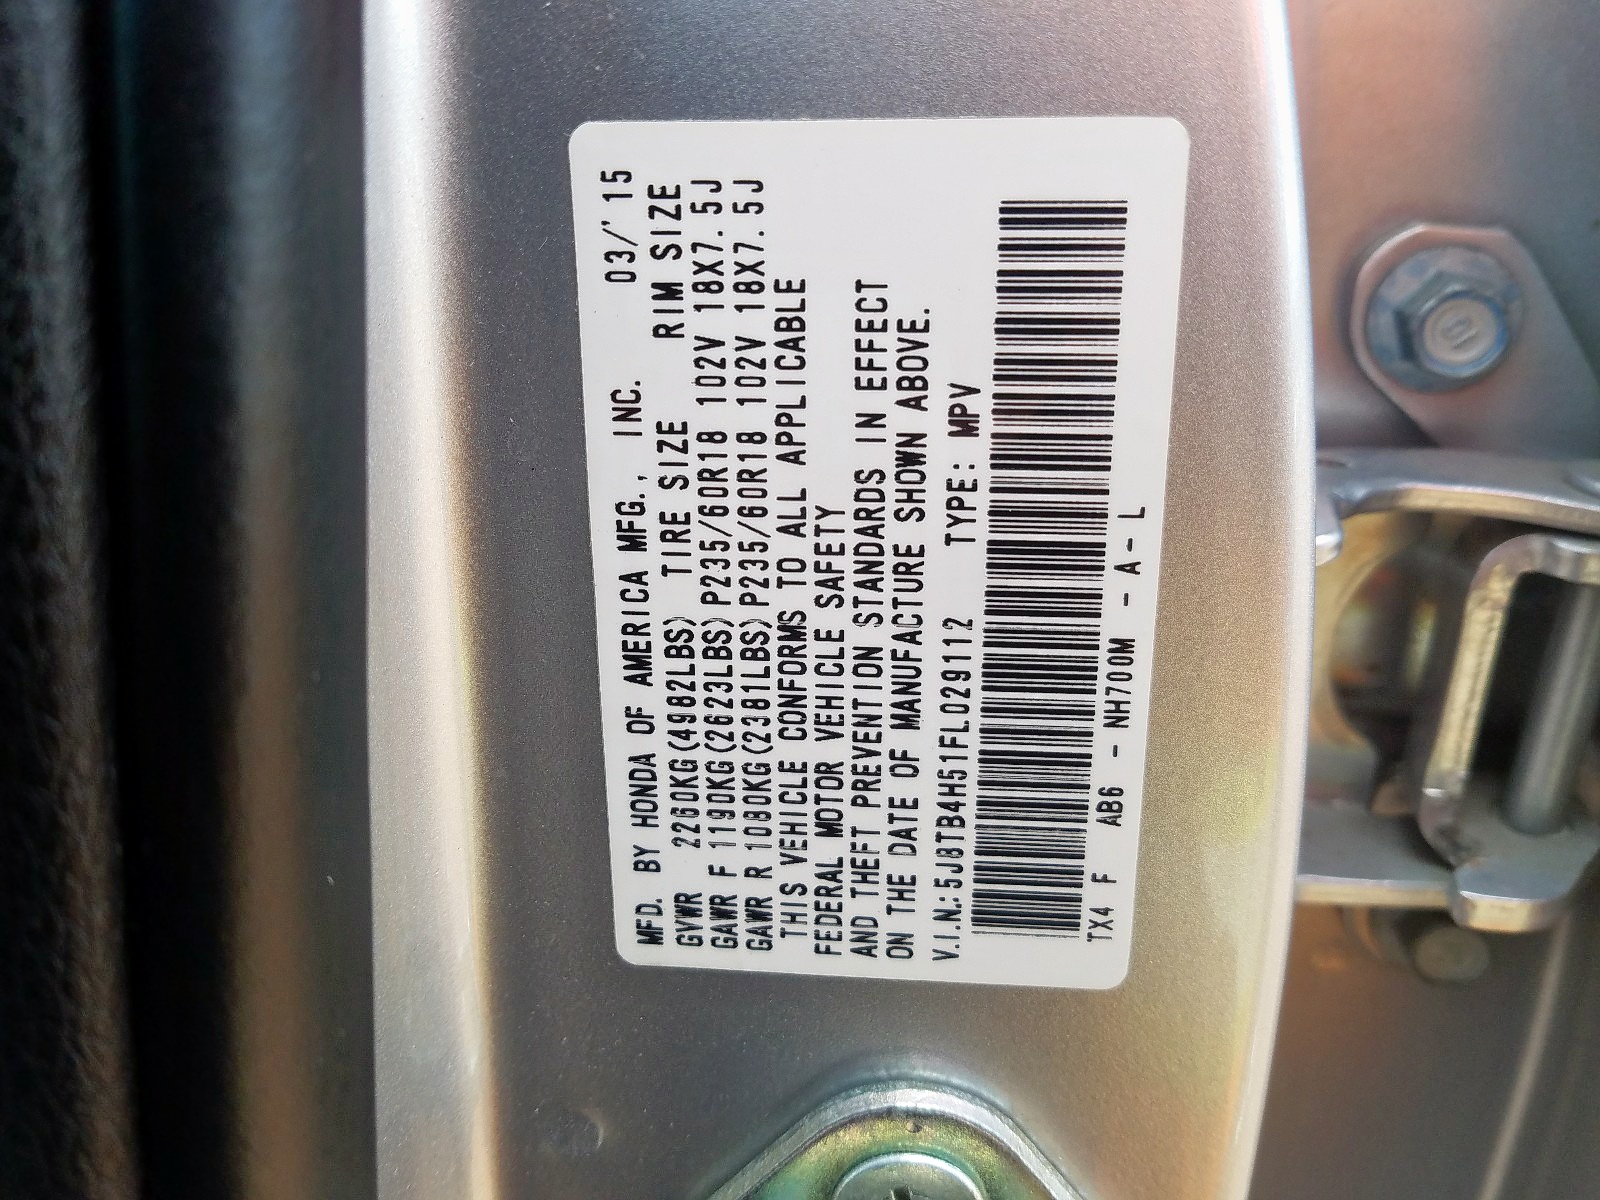 MFD. BY HONDA OF AMERICA MFG., INC. 03/'15
GVWR 2260KG(4982LBS) TIRE SIZE RIM SIZE
GAWR F 1190KG(2623LBS)P235/60R18 102V 18X7.5J
GAWR R 1080KG(2381LBS)P235/60R18 102V 18X7.5J
THIS VEHICLE CONFORMS TO ALL APPLICABLE
FEDERAL MOTOR VEHICLE SAFETY
AND THEFT PREVENTION STANDARDS IN EFFECT
ON THE DATE OF MANUFACTURE SHOWN ABOVE.
V.I.N.:5J8TB4H51FL029112 TYPE: MPV
TX4 F AB6 - NH700M - A- L